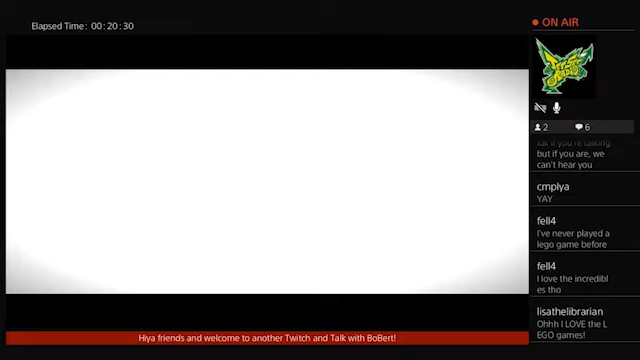 Elapsed Time: 00:20:30
ON AIR
2 6
idk if you're talking
but if you are, we
can't hear you
cmplya
YAY
fell4
I've never played a
lego game before
fell4
I love the incredibl
es tho
lisathelibrarian
Ohhh I LOVE the L
EGO games!
Hiya friends and welcome to another Twitch and Talk with BoBert!